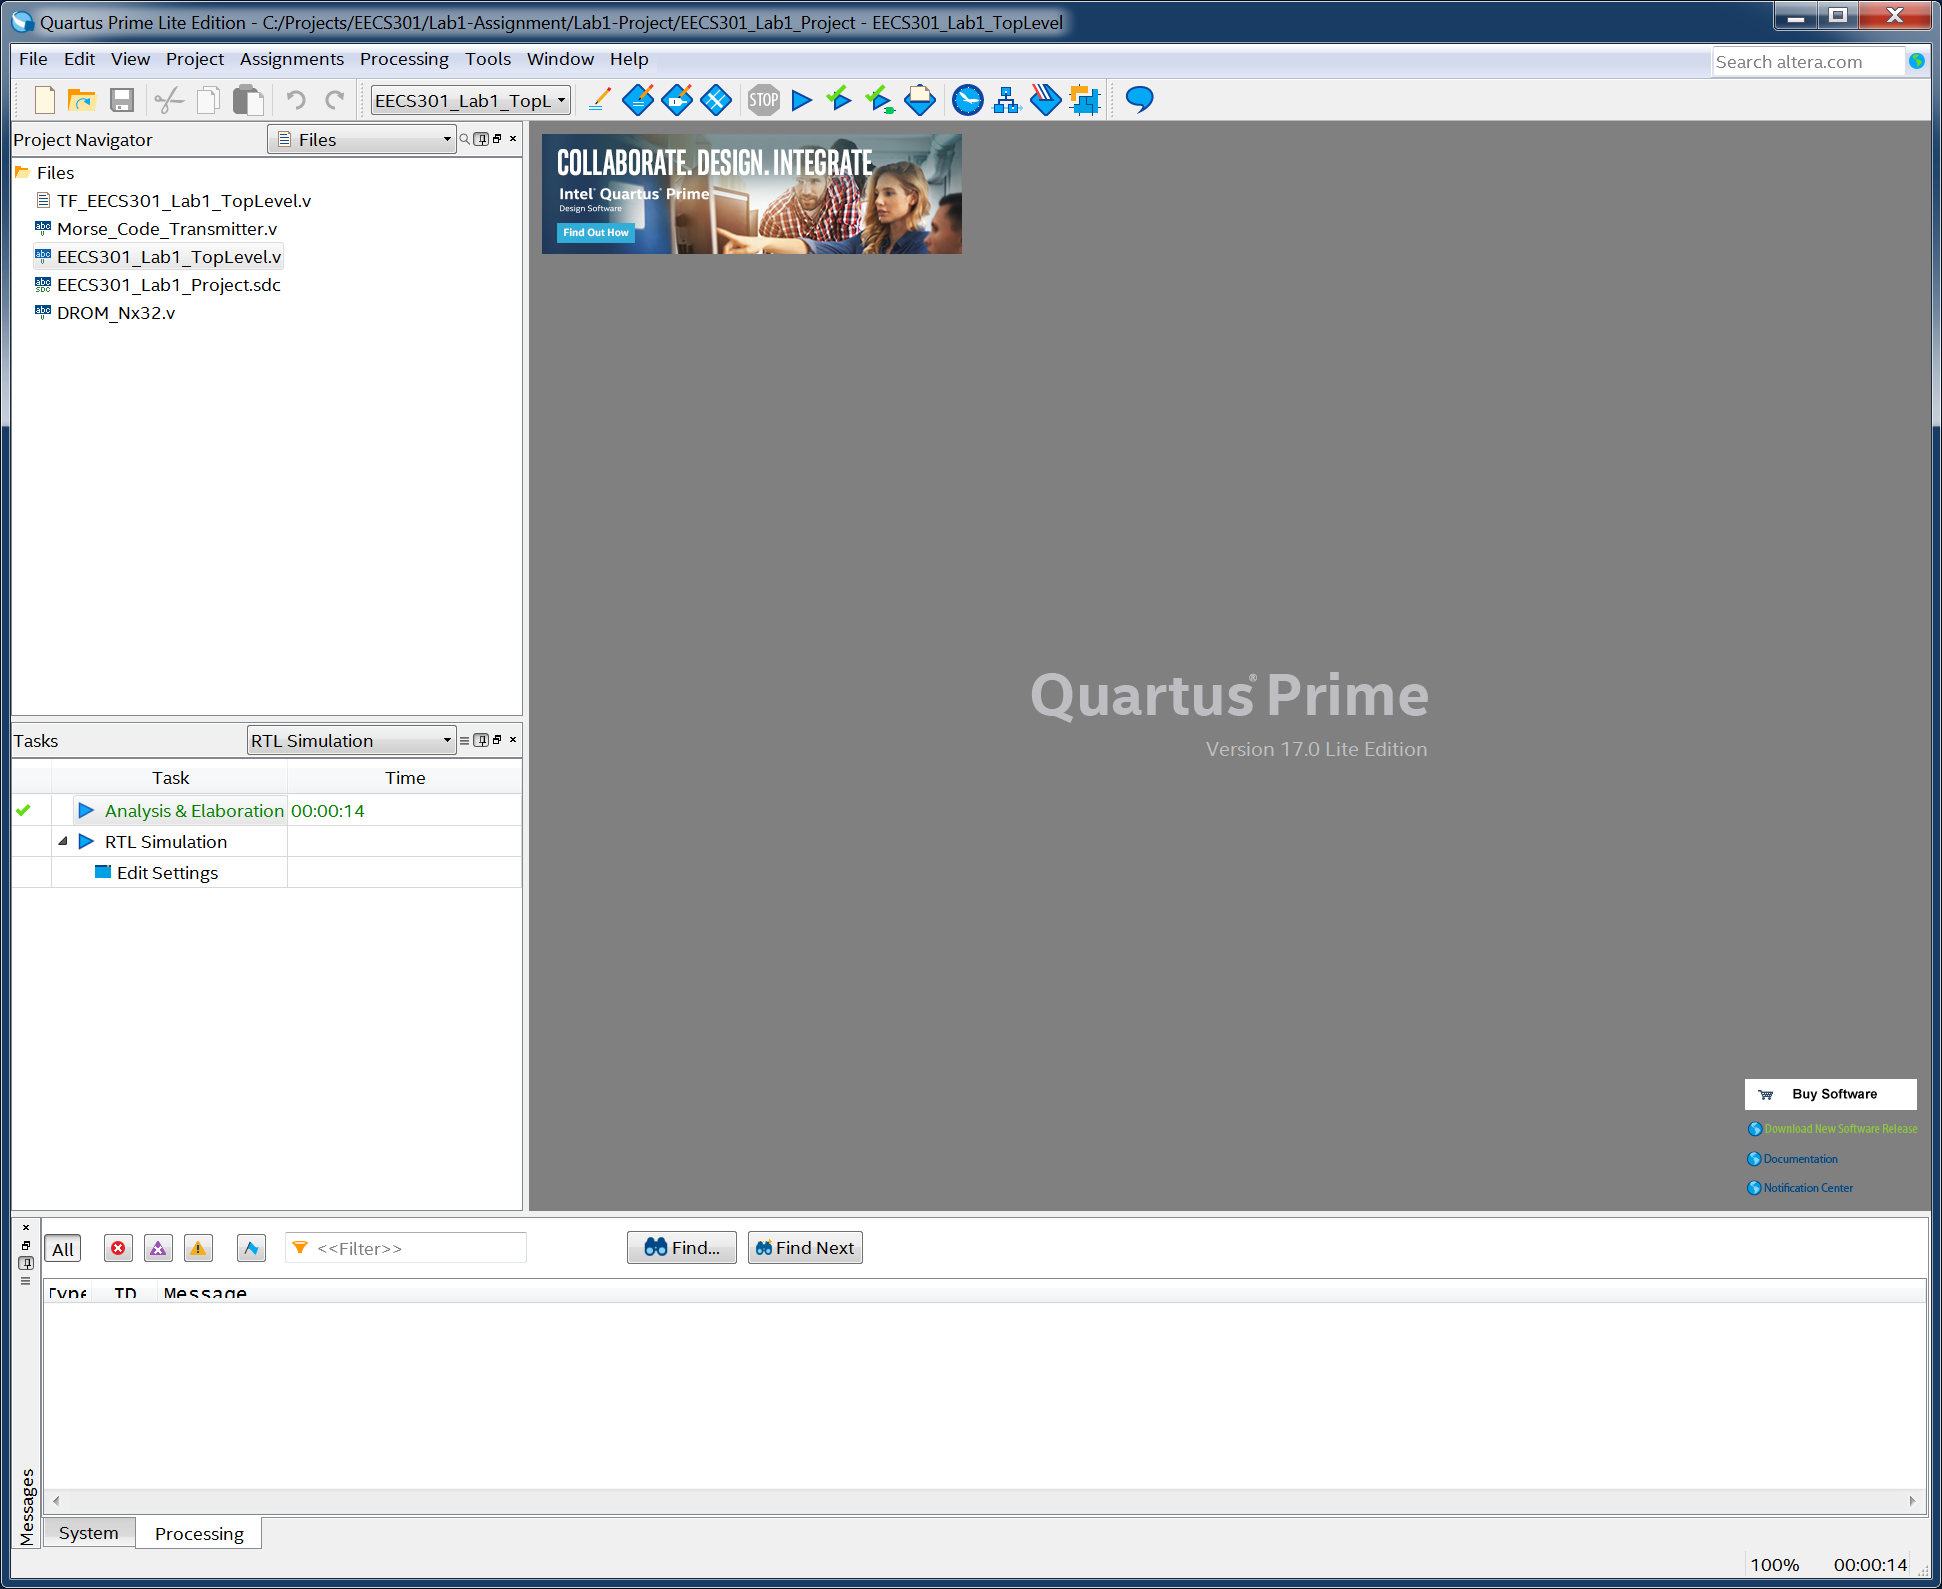 Quartus Prime Lite Edition - C:/Projects/EECS301/Lab1-Assignment/Lab1-Project/EECS301_Lab1_Project - EECS301_Lab1_TopLevel
File Edit View Project Assignments Processing Tools Window Help
Search altera.com
EECS301_Lab1_TopL
STOP
Project Navigator
Files
Files
TF_EECS301_Lab1_TopLevel.v
Morse_Code_Transmitter.v
EECS301_Lab1_TopLevel.v
EECS301_Lab1_Project.sdc
DROM_Nx32.v
COLLABORATE. DESIGN. INTEGRATE
Intel® Quartus® Prime
Design Software
Find Out How
Quartus® Prime
Version 17.0 Lite Edition
Tasks
RTL Simulation
Task Time
Analysis & Elaboration 00:00:14
RTL Simulation
Edit Settings
Buy Software
Download New Software Release
Documentation
Notification Center
All
<<Filter>>
Find...
Find Next
Type ID Message
Messages
System Processing
100% 00:00:14